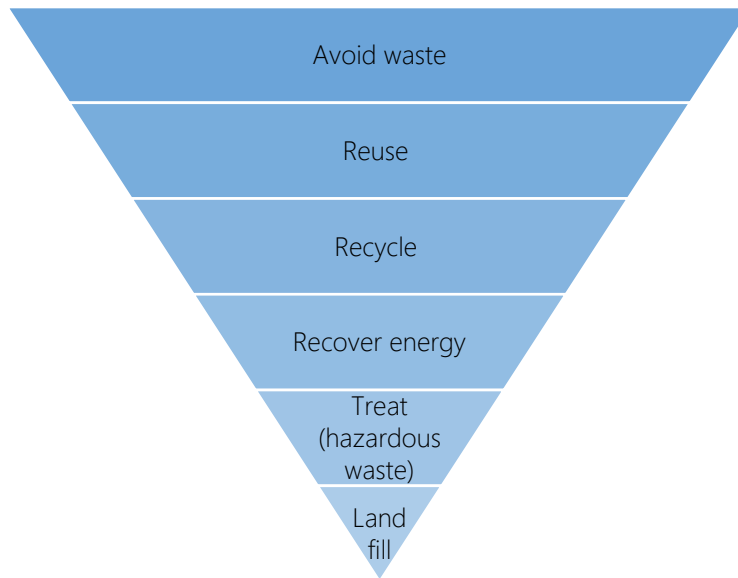 Avoid waste
Reuse
Recycle
Recover energy
Treat
(hazardous
waste)
Land
fill